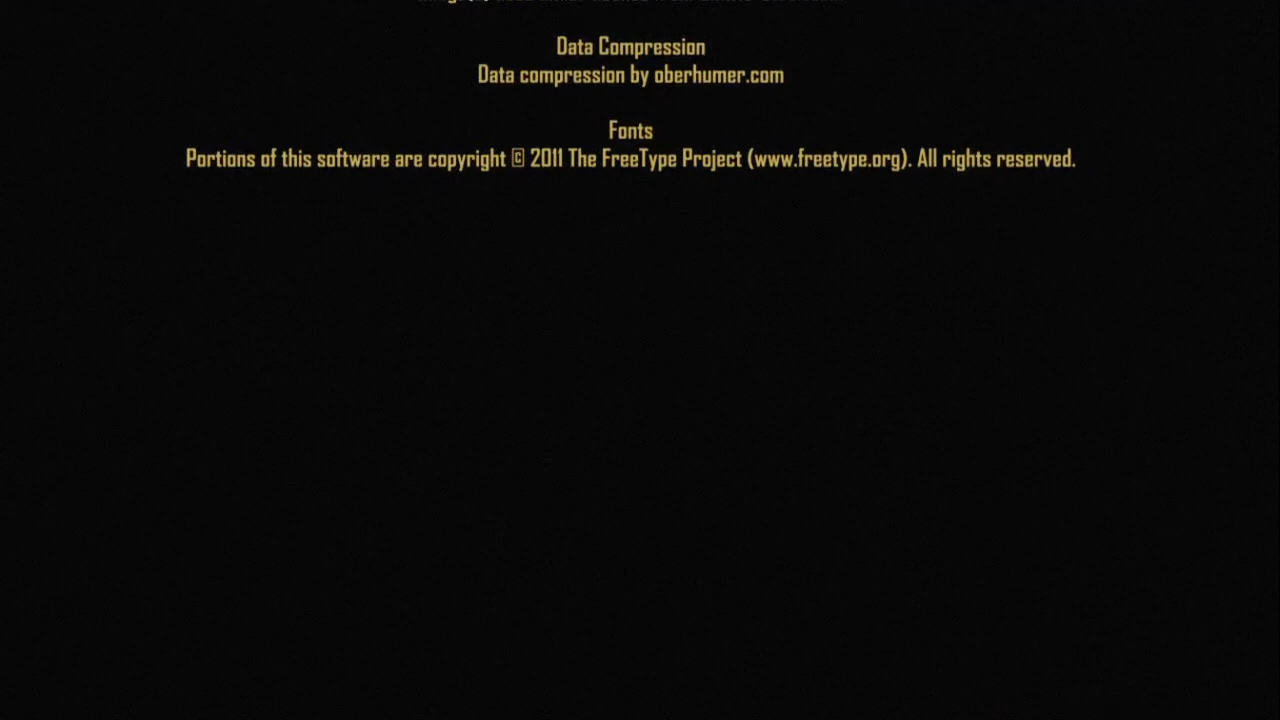 Data Compression
Data compression by oberhumer.com
Fonts
Portions of this software are copyright © 2011 The FreeType Project (www.freetype.org). All rights reserved.